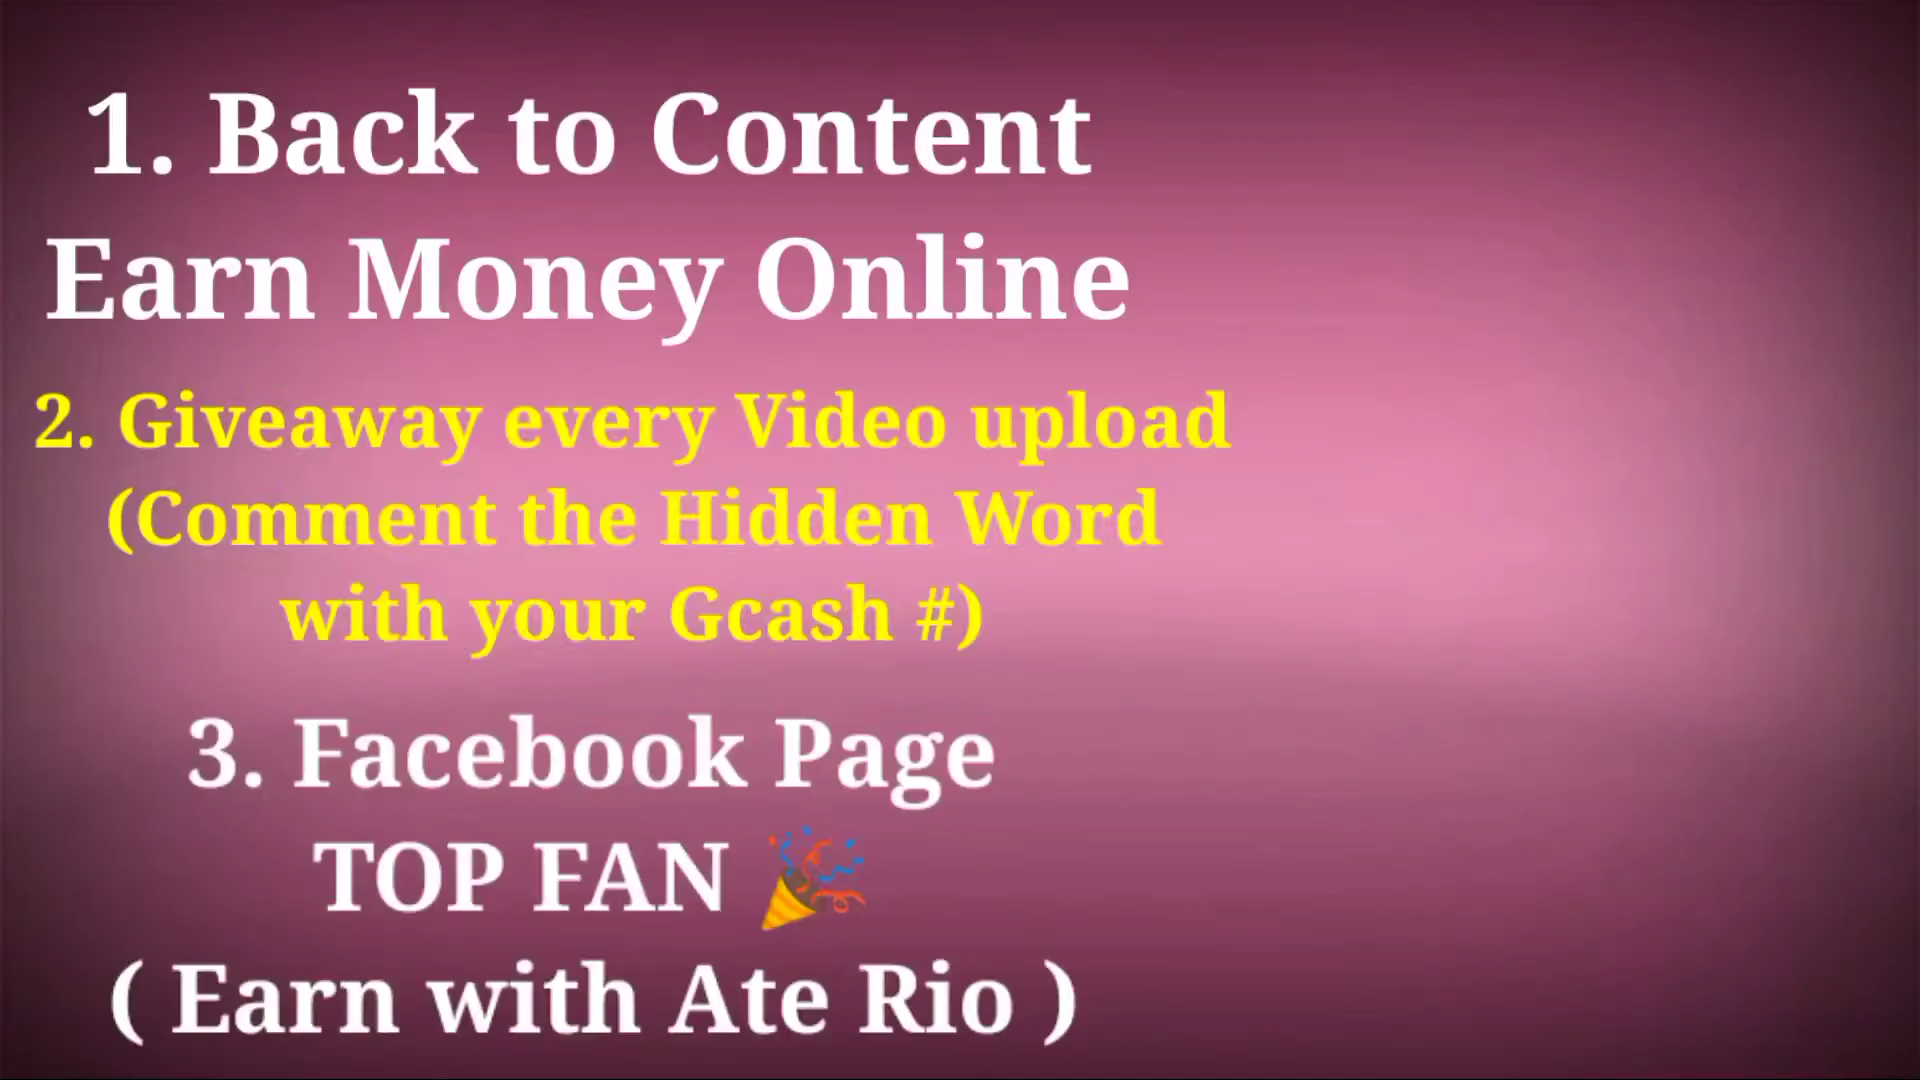 1. Back to Content
Earn Money Online
2. Giveaway every Video upload
(Comment the Hidden Word
with your Gcash #)
3. Facebook Page
TOP FAN 🎉
( Earn with Ate Rio )